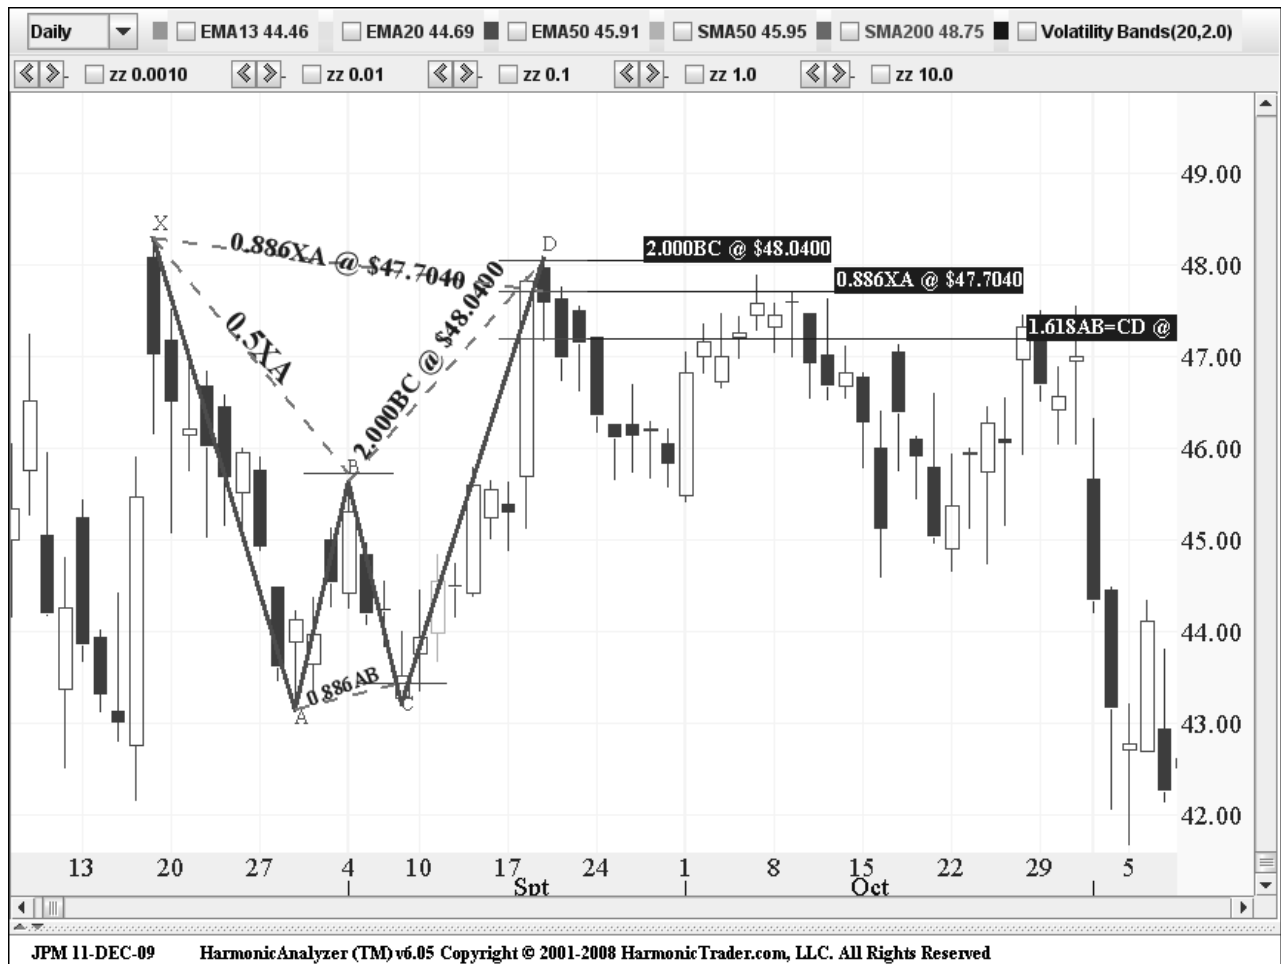 Daily EMA13 44.46 EMA20 44.69 EMA50 45.91 SMA50 45.95 SMA200 48.75 Volatility Bands(20,2.0)
zz 0.0010 zz 0.01 zz 0.1 zz 1.0 zz 10.0
49.00
X
0.886XA @ $47.7040
D
2.000BC @ $48.0400
48.00
0.886XA @ $47.7040
0.5XA
2.000BC @ $48.0400
1.618AB=CD @
47.00
B
46.00
45.00
44.00
0.886AB
A
C
43.00
42.00
13 20 27 4 10 17 24 1 8 15 22 29 5
Spt Oct
JPM 11-DEC-09 HarmonicAnalyzer (TM) v6.05 Copyright © 2001-2008 HarmonicTrader.com, LLC. All Rights Reserved